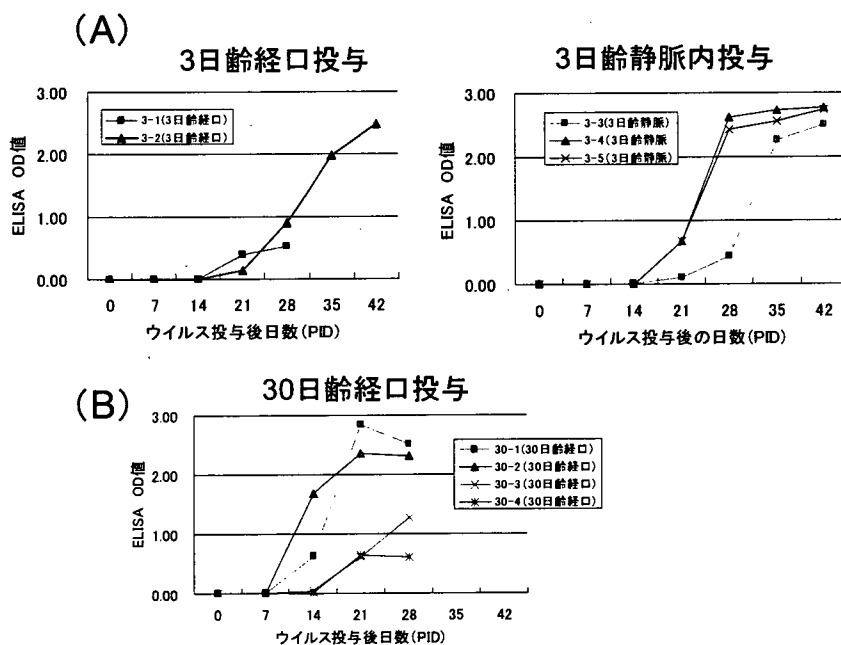 (A)
3日齢経口投与
3.00
2.00
1.00
0.00
ELISA OD値
3-1(3日齢経口)
3-2(3日齢経口)
0 7 14 21 28 35 42
ウイルス投与後日数(PID)
3日齢静脈内投与
3.00
2.00
1.00
0.00
ELISA OD値
3-3(3日齢静脈)
3-4(3日齢静脈
3-5(3日齢静脈)
0 7 14 21 28 35 42
ウイルス投与後の日数(PID)
(B)
30日齢経口投与
3.00
2.00
1.00
0.00
ELISA OD値
30-1(30日齢経口)
30-2(30日齢経口)
30-3(30日齢経口)
30-4(30日齢経口)
0 7 14 21 28 35 42
ウイルス投与後日数(PID)